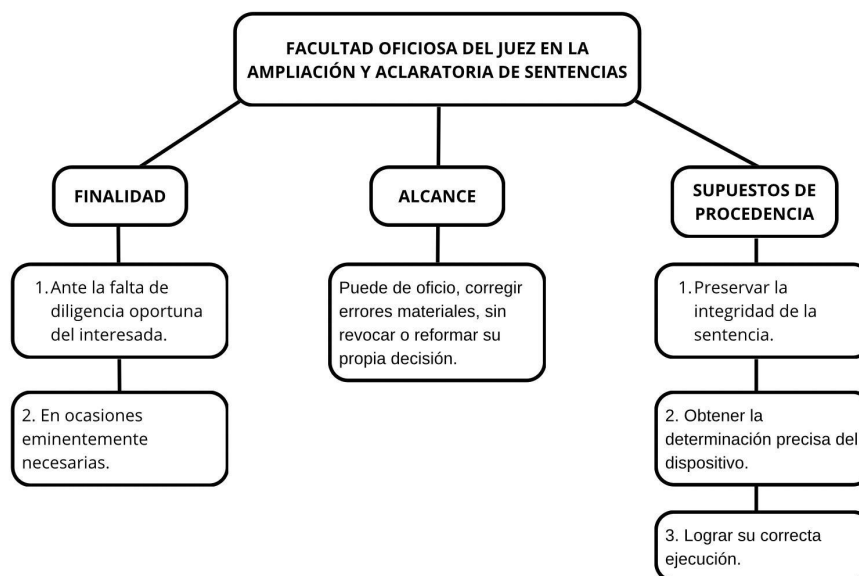 FACULTAD OFICIOSA DEL JUEZ EN LA
AMPLIACIÓN Y ACLARATORIA DE SENTENCIAS
FINALIDAD
1. Ante la falta de
diligencia oportuna
del interesada.
2. En ocasiones
eminentemente
necesarias.
ALCANCE
Puede de oficio, corregir
errores materiales, sin
revocar o reformar su
propia decisión.
SUPUESTOS DE
PROCEDENCIA
1. Preservar la
integridad de la
sentencia.
2. Obtener la
determinación precisa del
dispositivo.
3. Lograr su correcta
ejecución.